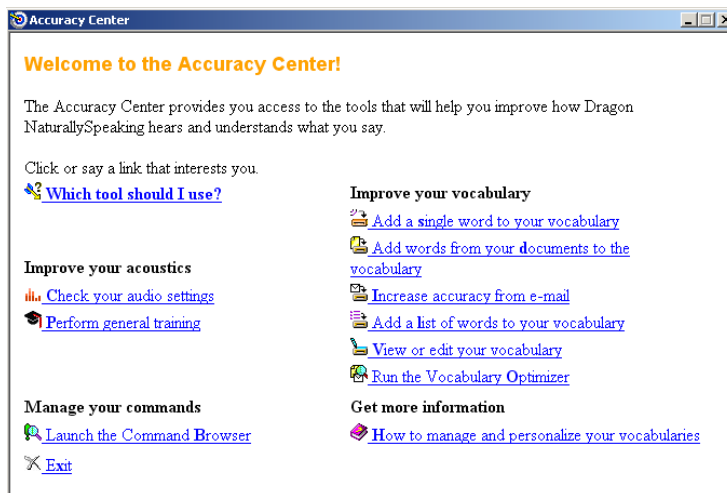 Accuracy Center
Welcome to the Accuracy Center!
The Accuracy Center provides you access to the tools that will help you improve how Dragon
NaturallySpeaking hears and understands what you say.
Click or say a link that interests you.
Which tool should I use?
Improve your acoustics
Check your audio settings
Perform general training
Manage your commands
Launch the Command Browser
Exit
Improve your vocabulary
Add a single word to your vocabulary
Add words from your documents to the
vocabulary
Increase accuracy from e-mail
Add a list of words to your vocabulary
View or edit your vocabulary
Run the Vocabulary Optimizer
Get more information
How to manage and personalize your vocabularies